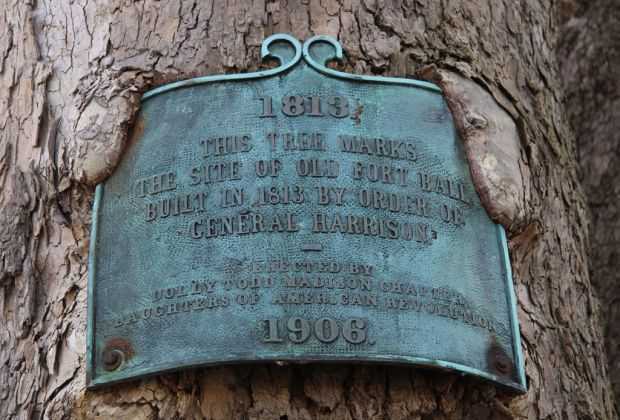 1813.
THIS TREE MARKS
THE SITE OF OLD FORT BALL
BUILT IN 1813 BY ORDER OF
GENERAL HARRISON.
ERECTED BY
DOLLY TODD MADISON CHAPTER
DAUGHTERS OF AMERICAN REVOLUTION
1906.